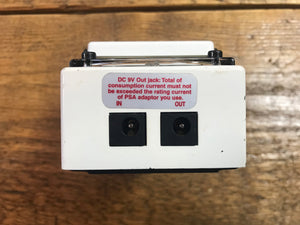 DC 9V Out jack: Total of
consumption current must not
be exceeded the rating current
of PSA adaptor you use.
IN OUT